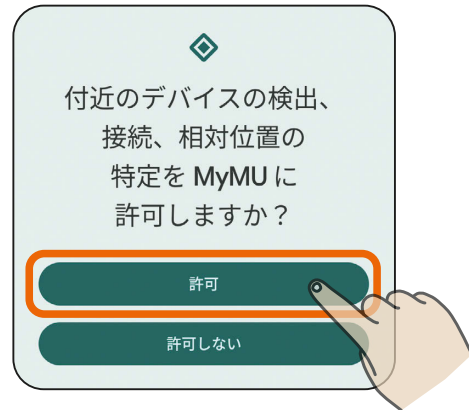 付近のデバイスの検出、
接続、相対位置の
特定を MyMU に
許可しますか？
許可
許可しない